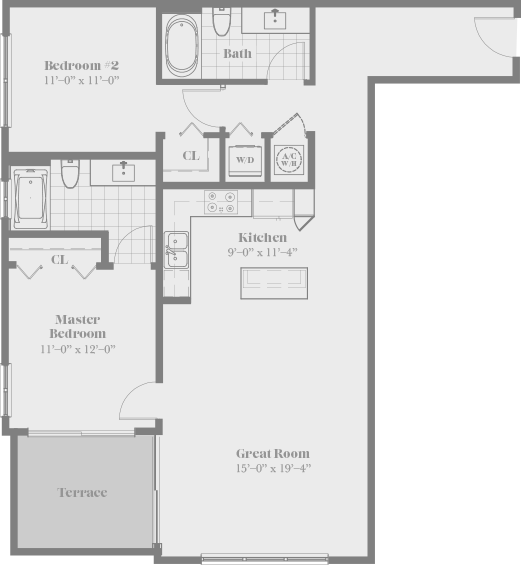 Bedroom #2
11'-0" x 11'-0"
Bath
CL
W/D
A/C
W/H
CL
Kitchen
9'-0" x 11'-4"
Master
Bedroom
11'-0" x 12'-0"
Great Room
15'-0" x 19'-4"
Terrace